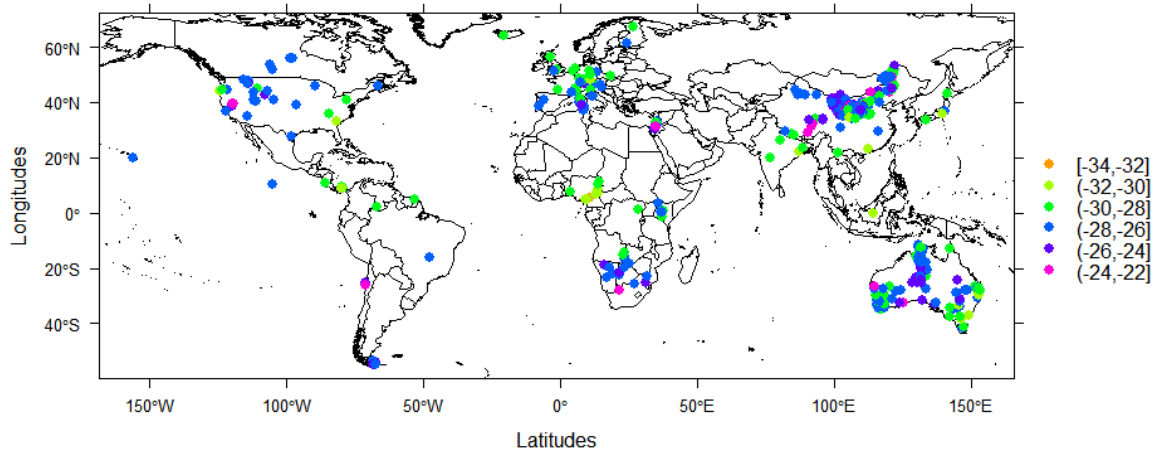 60°N
40°N
20°N
0°
20°S
40°S
Longitudes
150°W
100°W
50°W
0°
50°E
100°E
150°E
Latitudes
[-34,-32]
(-32,-30]
(-30,-28]
(-28,-26]
(-26,-24]
(-24,-22]